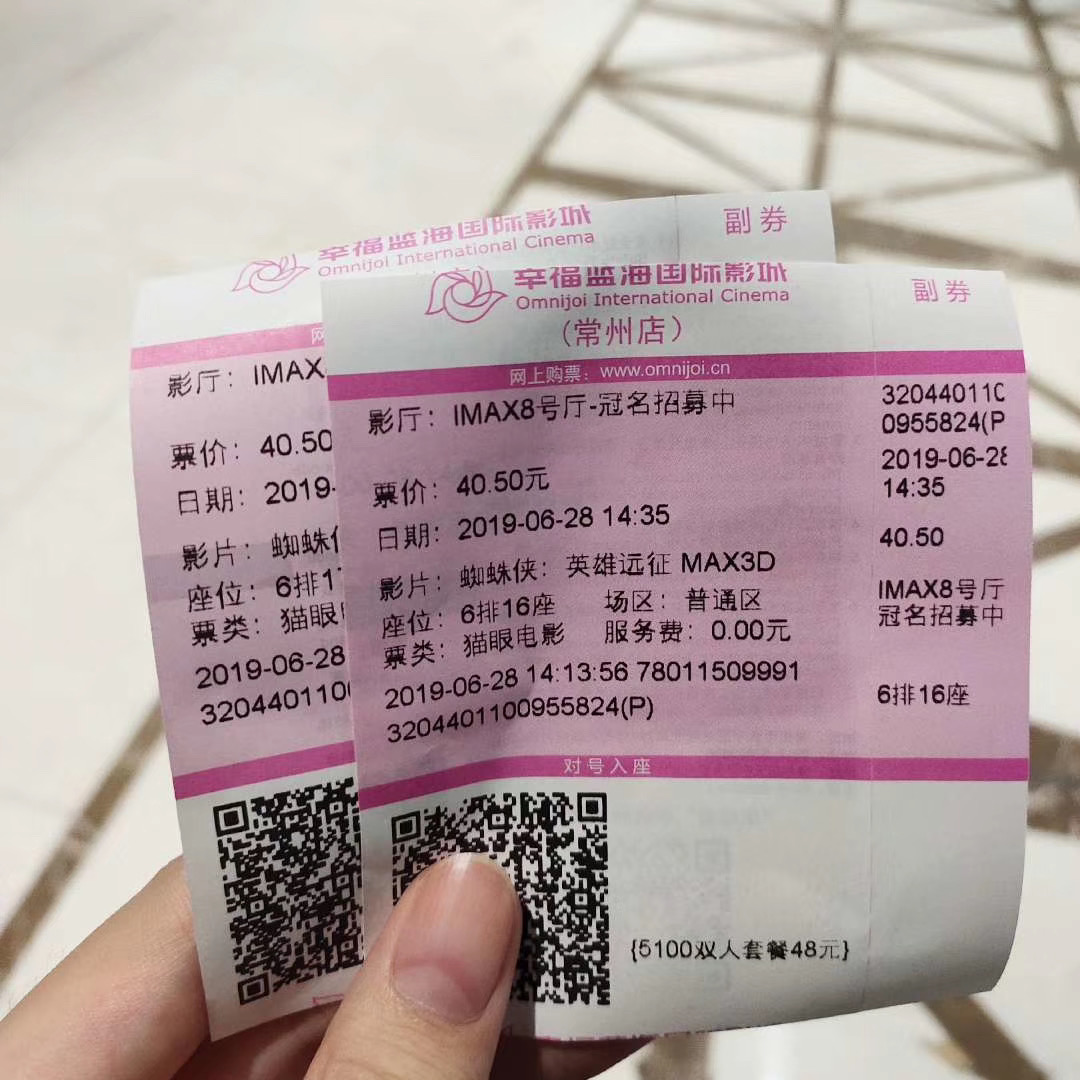 幸福蓝海国际影城
Omnijoi International Cinema
副券
影厅：IMAX
票价：40.50
日期：2019-
影片：蜘蛛
座位：6排1
票类：猫眼
2019-06-28
320440110
幸福蓝海国际影城
Omnijoi International Cinema
(常州店)
副券
网上购票：www.omnijoi.cn
影厅：IMAX8号厅-冠名招募中
票价：40.50元
日期：2019-06-28 14:35
影片：蜘蛛侠：英雄远征 MAX3D
座位：6排16座 场区：普通区
票类：猫眼电影 服务费：0.00元
2019-06-28 14:13:56 78011509991
3204401100955824(P)
对号入座
{5100双人套餐48元}
320440110
0955824(P
2019-06-28
14:35
40.50
IMAX8号厅
冠名招募中
6排16座